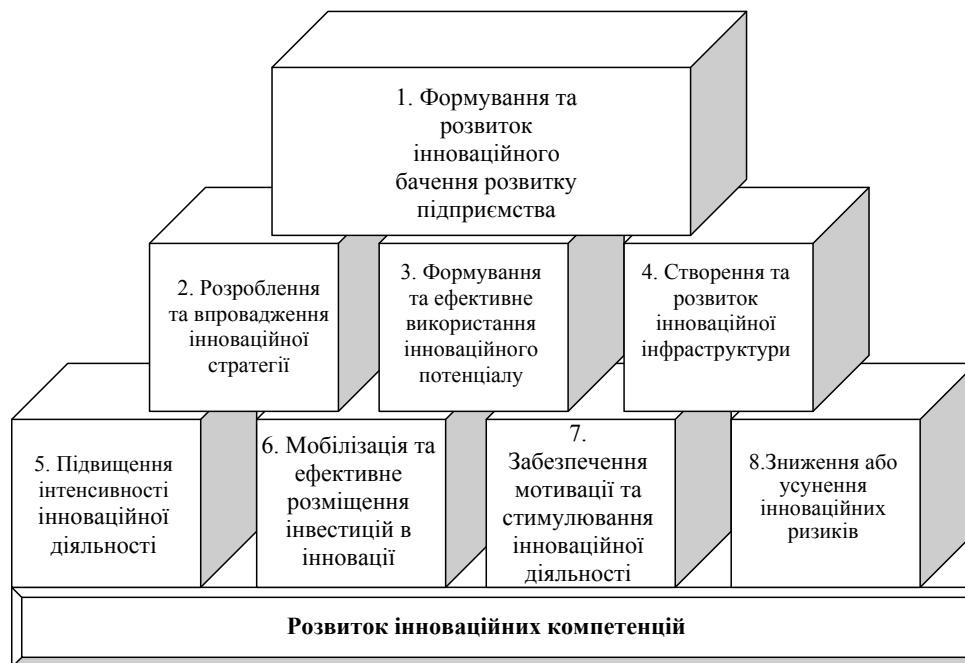 1. Формування та
розвиток
інноваційного
бачення розвитку
підприємства
2. Розроблення
та впровадження
інноваційної
стратегії
3. Формування
та ефективне
використання
інноваційного
потенціалу
4. Створення та
розвиток
інноваційної
інфраструктури
5. Підвищення
інтенсивності
інноваційної
діяльності
6. Мобілізація та
ефективне
розміщення
інвестицій в
інновації
7.
Забезпечення
мотивації та
стимулювання
інноваційної
діяльності
8.Зниження або
усунення
інноваційних
ризиків
Розвиток інноваційних компетенцій